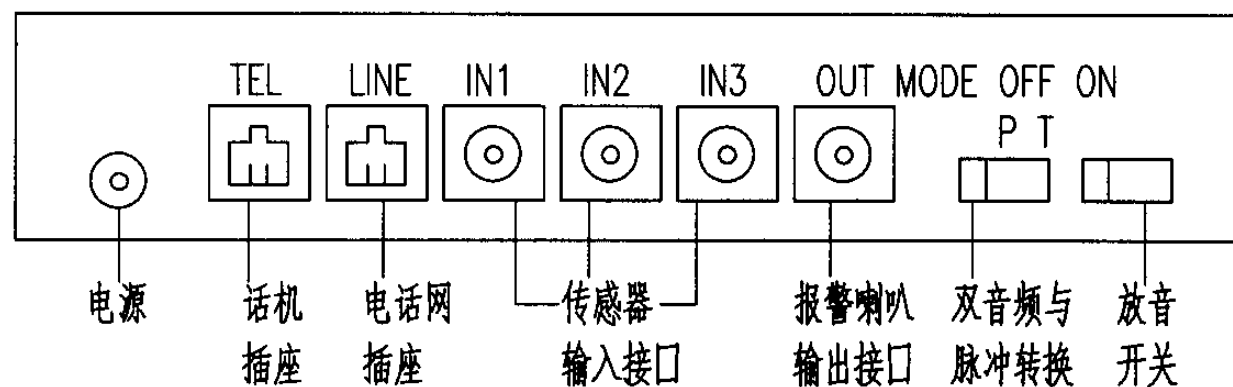 TEL LINE IN1 IN2 IN3 OUT MODE OFF ON
P T
电源 话机 电话网 传感器 报警喇叭 双音频与 放音
插座 插座 输入接口 输出接口 脉冲转换 开关